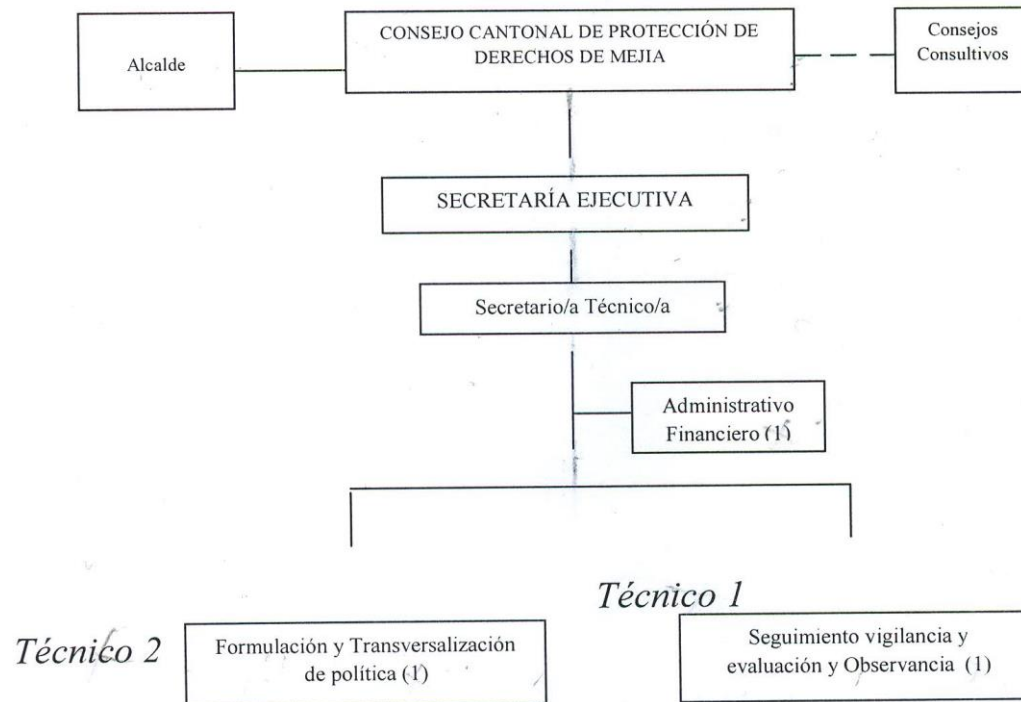 CONSEJO CANTONAL DE PROTECCIÓN DE
DERECHOS DE MEJIA
Alcalde
Consejos
Consultivos
SECRETARÍA EJECUTIVA
Secretario/a Técnico/a
Administrativo
Financiero (1)
Técnico 1
Técnico 2
Formulación y Transversalización
de política (1)
Seguimiento vigilancia y
evaluación y Observancia (1)